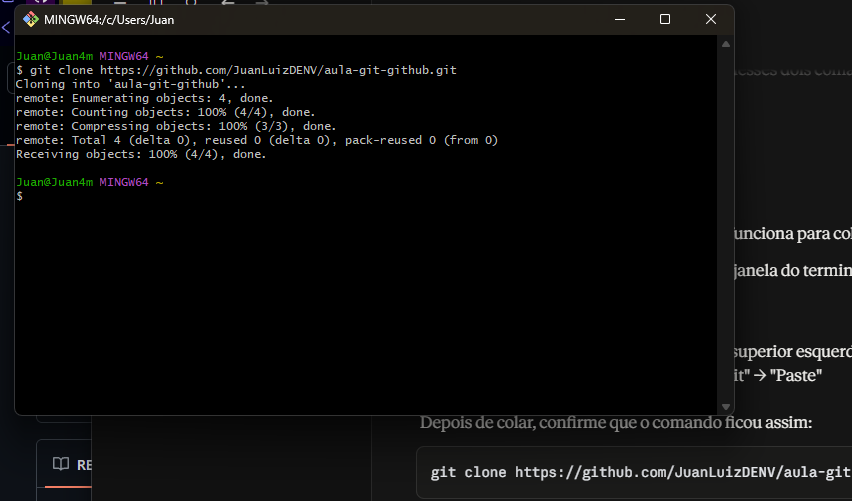 MINGW64:/c/Users/Juan
Juan@Juan4m MINGW64 ~
$ git clone https://github.com/JuanLuizDENV/aula-git-github.git
Cloning into 'aula-git-github'...
remote: Enumerating objects: 4, done.
remote: Counting objects: 100% (4/4), done.
remote: Compressing objects: 100% (3/3), done.
remote: Total 4 (delta 0), reused 0 (delta 0), pack-reused 0 (from 0)
Receiving objects: 100% (4/4), done.
Juan@Juan4m MINGW64 ~
$
esses dois coma
unciona para col
janela do termin
superior esquerd
it" → "Paste"
Depois de colar, confirme que o comando ficou assim:
git clone https://github.com/JuanLuizDENV/aula-git
RE